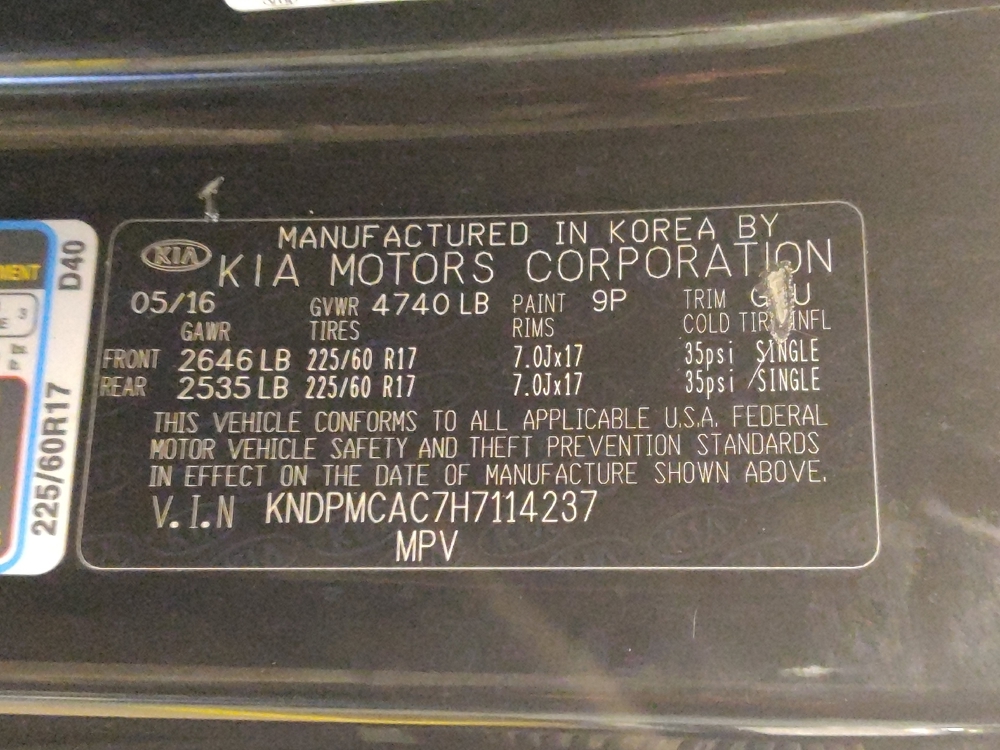 MANUFACTURED IN KOREA BY
KIA KIA MOTORS CORPORATION
05/16 GVWR 4740 LB PAINT 9P TRIM
GAWR TIRES RIMS COLD INFL
FRONT 2646 LB 225/60 R17 7.0Jx17 35psi /SINGLE
REAR 2535 LB 225/60 R17 7.0Jx17 35psi /SINGLE
THIS VEHICLE CONFORMS TO ALL APPLICABLE U.S.A. FEDERAL
MOTOR VEHICLE SAFETY AND THEFT PREVENTION STANDARDS
IN EFFECT ON THE DATE OF MANUFACTURE SHOWN ABOVE.
V.I.N KNDPMCAC7H7114237
MPV
D40
225/60R17
3